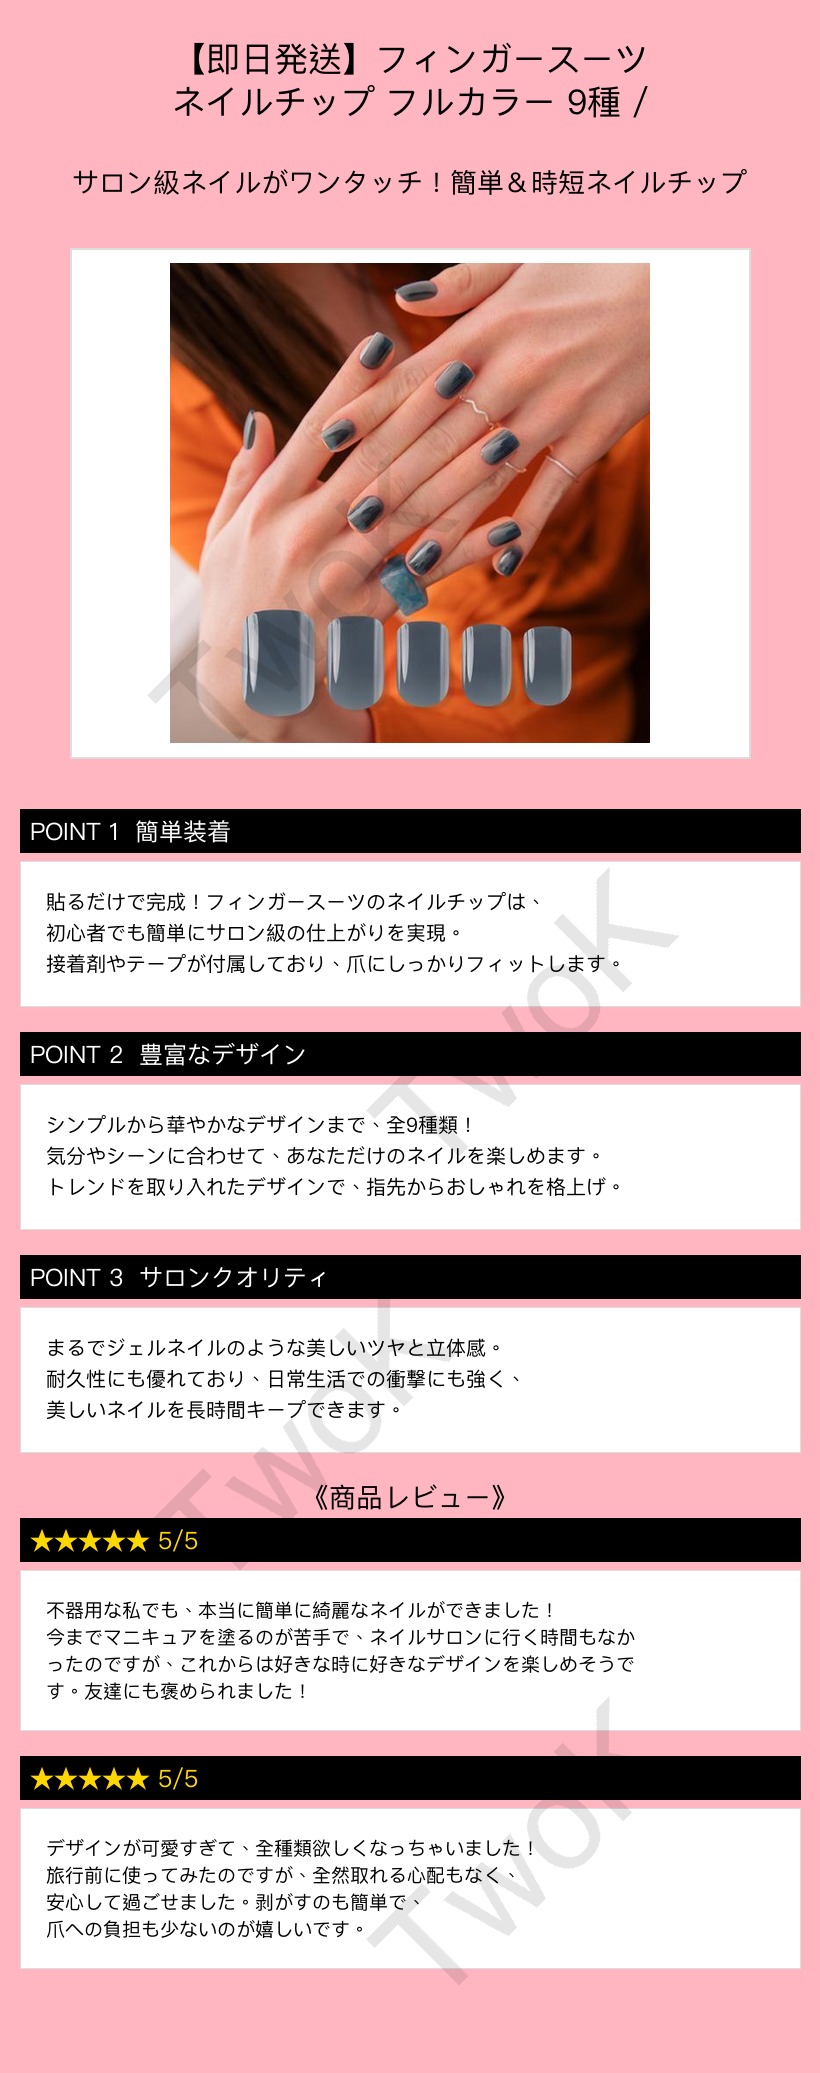 【即日発送】フィンガースーツ
ネイルチップ フルカラー 9種 /
サロン級ネイルがワンタッチ！簡単＆時短ネイルチップ
TwoK
POINT 1 簡単装着
貼るだけで完成！フィンガースーツのネイルチップは、
初心者でも簡単にサロン級の仕上がりを実現。
接着剤やテープが付属しており、爪にしっかりフィットします。
TwoK
POINT 2 豊富なデザイン
シンプルから華やかなデザインまで、全9種類！
気分やシーンに合わせて、あなただけのネイルを楽しめます。
トレンドを取り入れたデザインで、指先からおしゃれを格上げ。
POINT 3 サロンクオリティ
まるでジェルネイルのような美しいツヤと立体感。
耐久性にも優れており、日常生活での衝撃にも強く、
美しいネイルを長時間キープできます。
TwoK
《商品レビュー》
★★★★★ 5/5
不器用な私でも、本当に簡単に綺麗なネイルができました！
今までマニキュアを塗るのが苦手で、ネイルサロンに行く時間もなか
ったのですが、これからは好きな時に好きなデザインを楽しめそうで
す。友達にも褒められました！
★★★★★ 5/5
デザインが可愛すぎて、全種類欲しくなっちゃいました！
旅行前に使ってみたのですが、全然取れる心配もなく、
安心して過ごせました。剥がすのも簡単で、
爪への負担も少ないのが嬉しいです。
TwoK